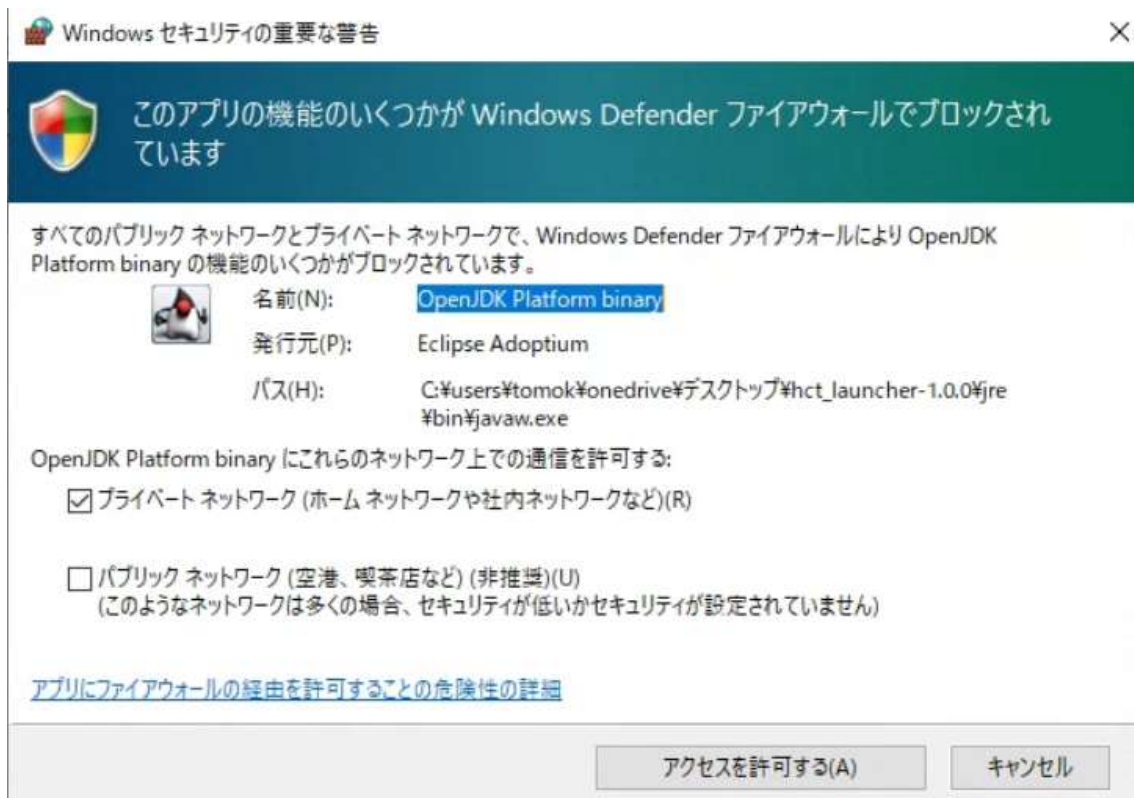 Windows セキュリティの重要な警告
このアプリの機能のいくつかが Windows Defender ファイアウォールでブロックされ
ています
すべてのパブリック ネットワークとプライベート ネットワークで、Windows Defender ファイアウォールにより OpenJDK
Platform binary の機能のいくつかがブロックされています。
名前(N): OpenJDK Platform binary
発行元(P): Eclipse Adoptium
パス(H): C:¥users¥tomok¥onedrive¥デスクトップ¥hct_launcher-1.0.0¥jre
¥bin¥javaw.exe
OpenJDK Platform binary にこれらのネットワーク上での通信を許可する:
プライベート ネットワーク (ホーム ネットワークや社内ネットワークなど)(R)
パブリック ネットワーク (空港、喫茶店など) (非推奨)(U)
(このようなネットワークは多くの場合、セキュリティが低いかセキュリティが設定されていません)
アプリにファイアウォールの経由を許可することの危険性の詳細
アクセスを許可する(A) キャンセル